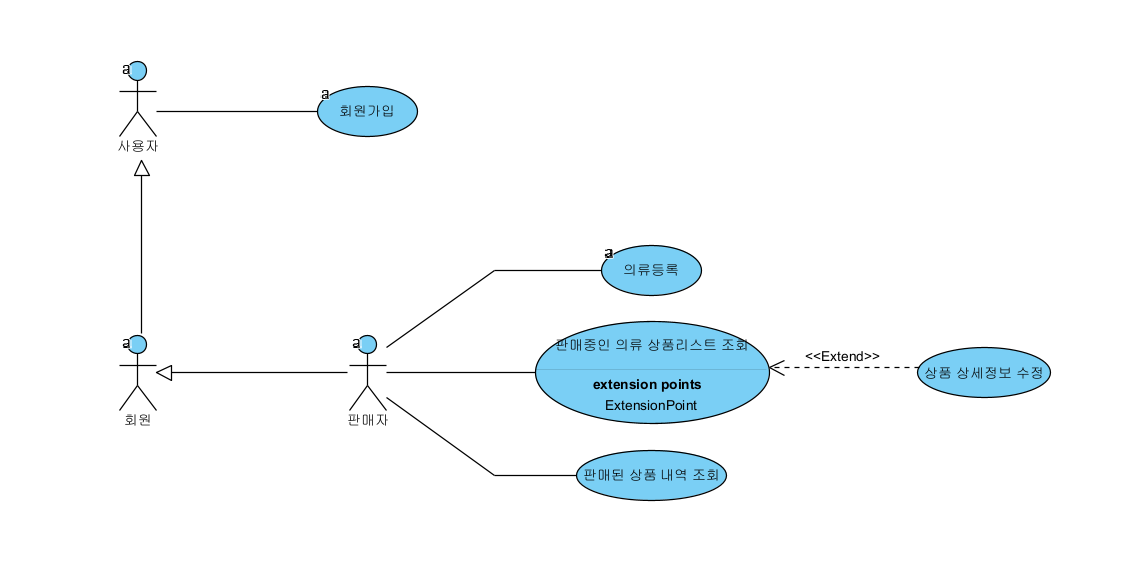 a
사용자
a
회원가입
a
의류등록
판매중인 의류 상품리스트 조회
extension points
ExtensionPoint
<<Extend>>
상품 상세정보 수정
a
회원
a
판매자
판매된 상품 내역 조회